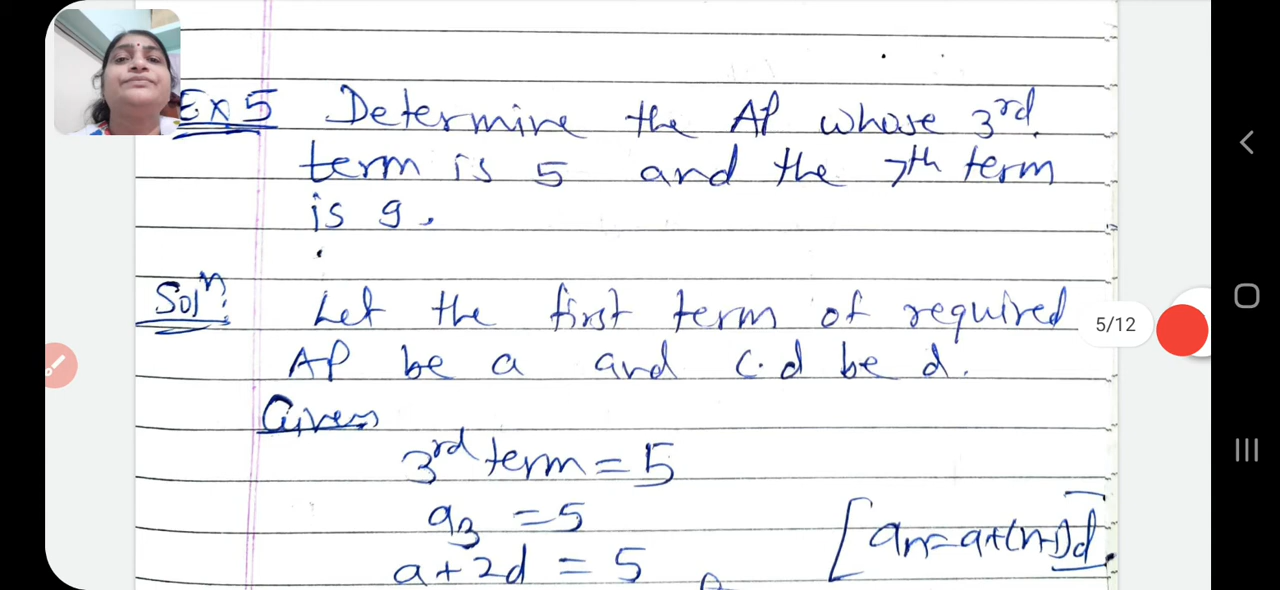 Ex 5 Determine the AP whose 3rd
term is 5 and the 7th term
is 9.
Soln:
Let the first term of required
AP be a and c.d be d.
Given
3rd term = 5
a3 = 5
[an=a+(n-1)d
a+2d = 5
5/12